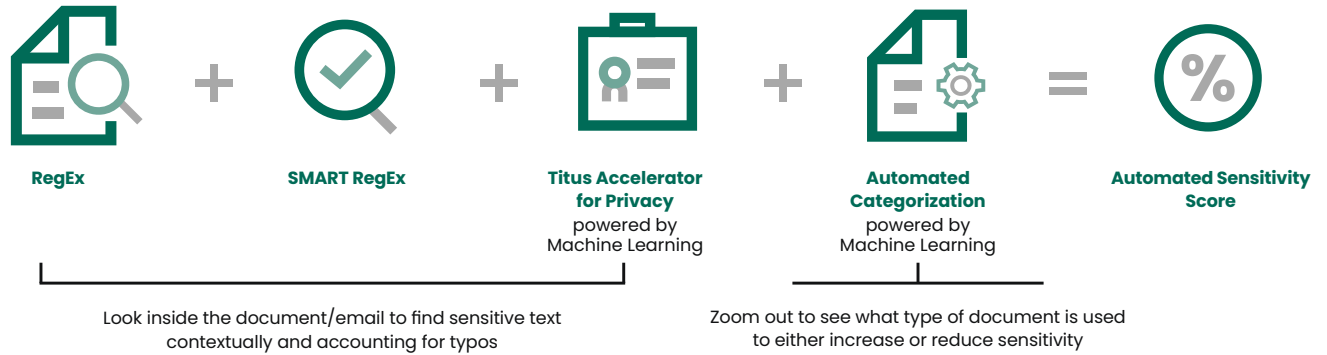 RegEx
SMART RegEx
Titus Accelerator
for Privacy
powered by
Machine Learning
Automated
Categorization
powered by
Machine Learning
Automated Sensitivity
Score
%
Look inside the document/email to find sensitive text
contextually and accounting for typos
Zoom out to see what type of document is used
to either increase or reduce sensitivity